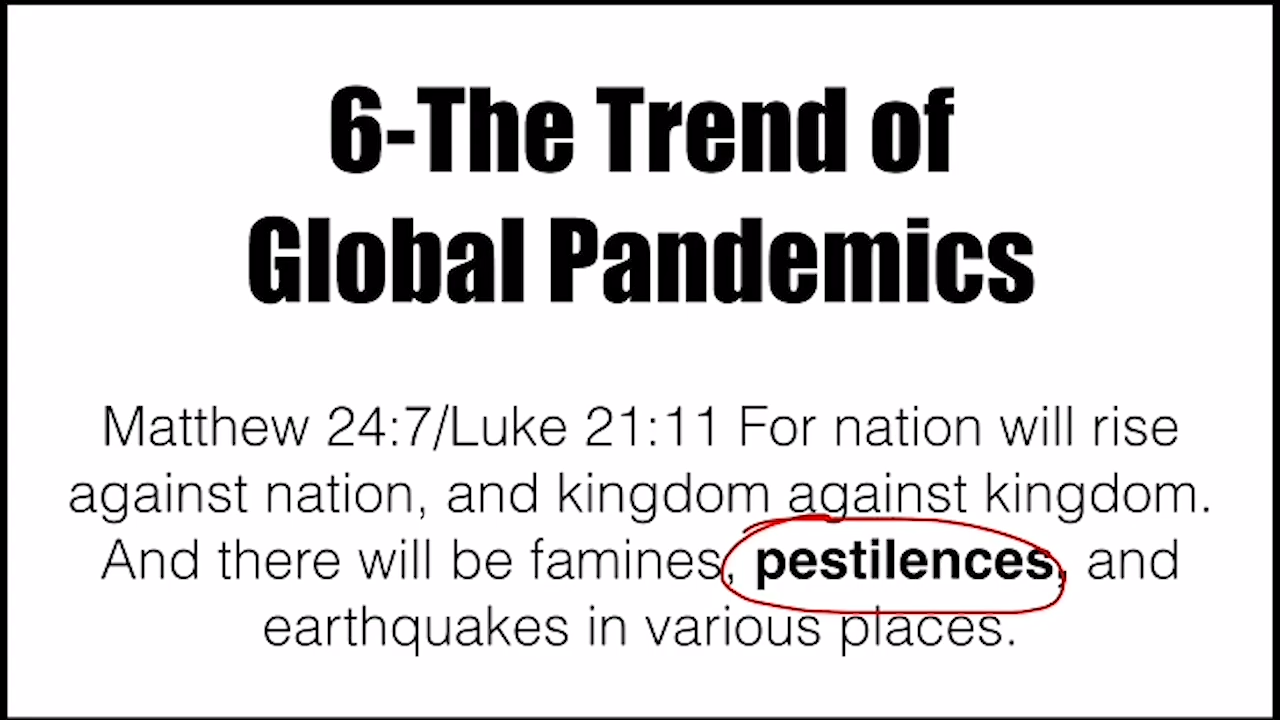 6-The Trend of
Global Pandemics
Matthew 24:7/Luke 21:11 For nation will rise
against nation, and kingdom against kingdom.
And there will be famines, pestilences, and
earthquakes in various places.